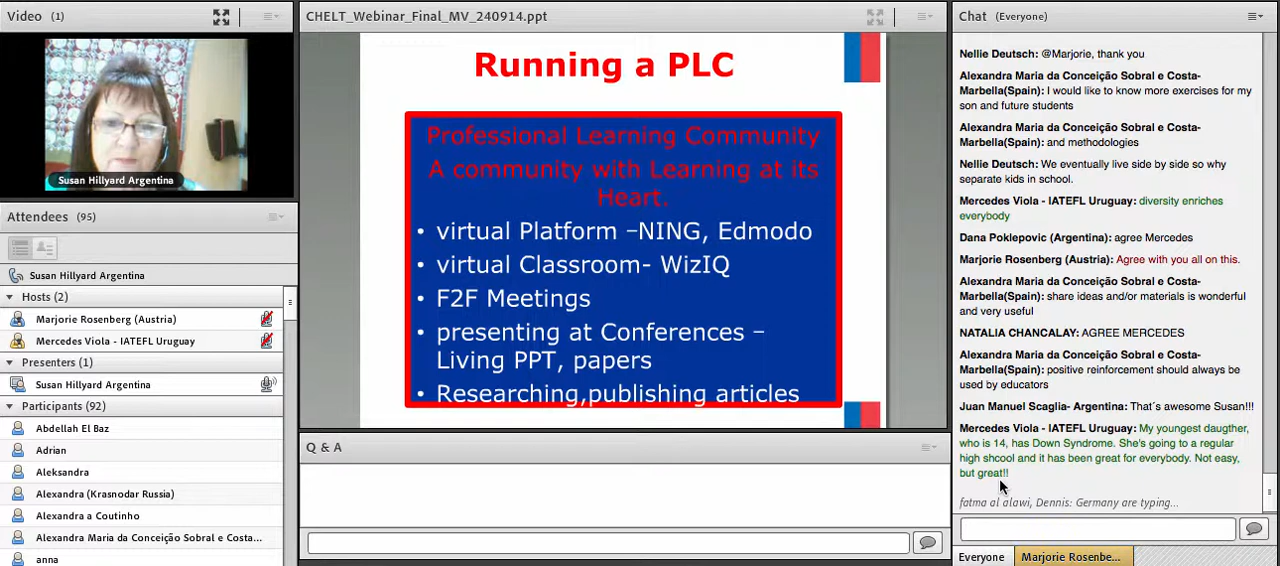 Video (1)
Susan Hillyard Argentina
Attendees (95)
Susan Hillyard Argentina
Hosts (2)
Marjorie Rosenberg (Austria)
Mercedes Viola - IATEFL Uruguay
Presenters (1)
Susan Hillyard Argentina
Participants (92)
Abdellah El Baz
Adrian
Aleksandra
Alexandra (Krasnodar Russia)
Alexandra a Coutinho
Alexandra Maria da Conceição Sobral e Costa...
anna
CHELT_Webinar_Final_MV_240914.ppt
Running a PLC
Professional Learning Community
A community with Learning at its
Heart.
• virtual Platform –NING, Edmodo
• virtual Classroom- WizIQ
• F2F Meetings
• presenting at Conferences –
Living PPT, papers
• Researching,publishing articles
Q & A
Chat (Everyone)
Nellie Deutsch: @Marjorie, thank you
Alexandra Maria da Conceição Sobral e Costa-
Marbella(Spain): I would like to know more exercises for my
son and future students
Alexandra Maria da Conceição Sobral e Costa-
Marbella(Spain): and methodologies
Nellie Deutsch: We eventually live side by side so why
separate kids in school.
Mercedes Viola - IATEFL Uruguay: diversity enriches
everybody
Dana Poklepovic (Argentina): agree Mercedes
Marjorie Rosenberg (Austria): Agree with you all on this.
Alexandra Maria da Conceição Sobral e Costa-
Marbella(Spain): share ideas and/or materials is wonderful
and very useful
NATALIA CHANCALAY: AGREE MERCEDES
Alexandra Maria da Conceição Sobral e Costa-
Marbella(Spain): positive reinforcement should always be
used by educators
Juan Manuel Scaglia- Argentina: That´s awesome Susan!!!
Mercedes Viola - IATEFL Uruguay: My youngest daugther,
who is 14, has Down Syndrome. She's going to a regular
high shcool and it has been great for everybody. Not easy,
but great!!
fatma al alawi, Dennis: Germany are typing...
Everyone
Marjorie Rosenbe...